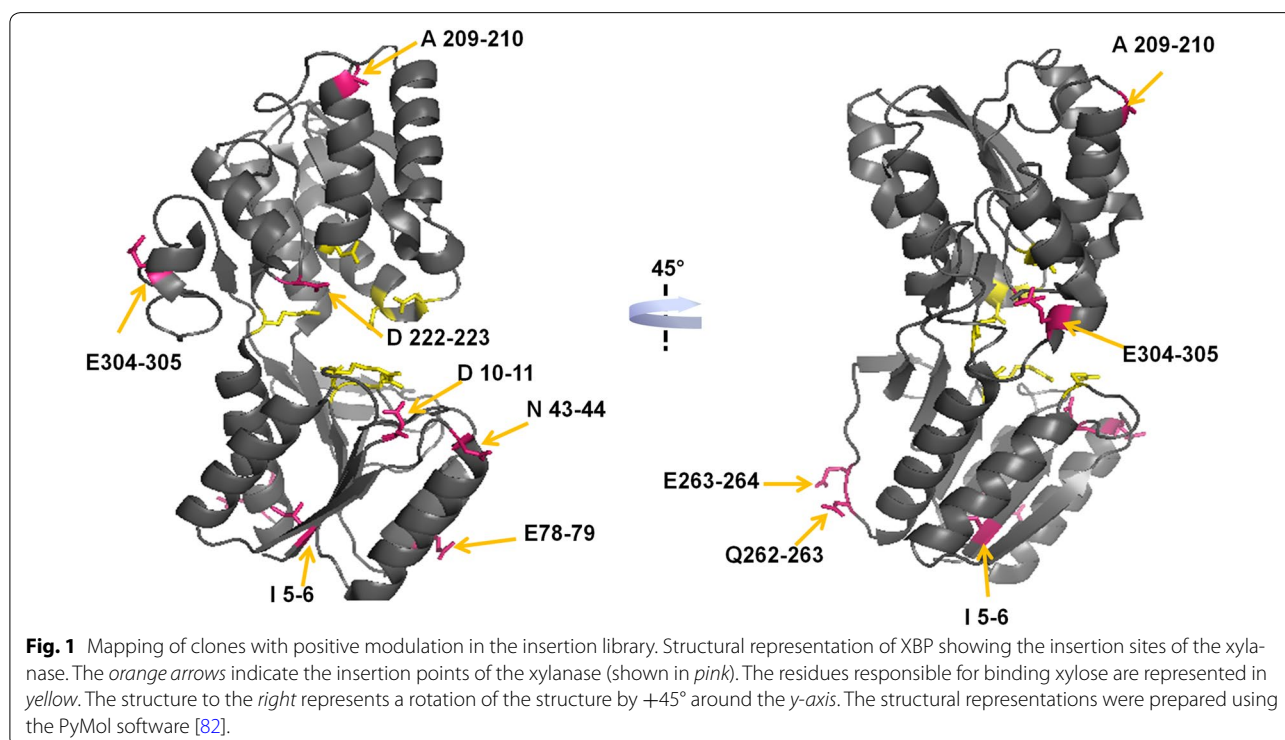 A 209-210
A 209-210
45°
E304-305
D 222-223
E304-305
D 10-11
N 43-44
E263-264
E78-79
Q262-263
I 5-6
I 5-6
Fig. 1 Mapping of clones with positive modulation in the insertion library. Structural representation of XBP showing the insertion sites of the xyla-
nase. The orange arrows indicate the insertion points of the xylanase (shown in pink). The residues responsible for binding xylose are represented in
yellow. The structure to the right represents a rotation of the structure by +45° around the y-axis. The structural representations were prepared using
the PyMol software [82].